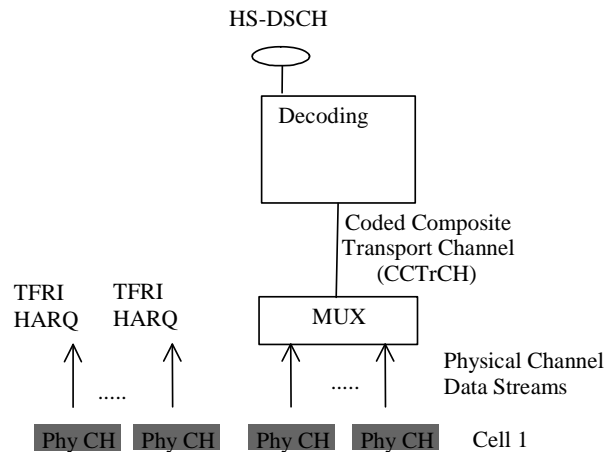 HS-DSCH
Decoding
Coded Composite
Transport Channel
(CCTrCH)
TFRI
HARQ
TFRI
HARQ
MUX
Physical Channel
Data Streams
.....
.....
Phy CH
Phy CH
Phy CH
Phy CH
Cell 1